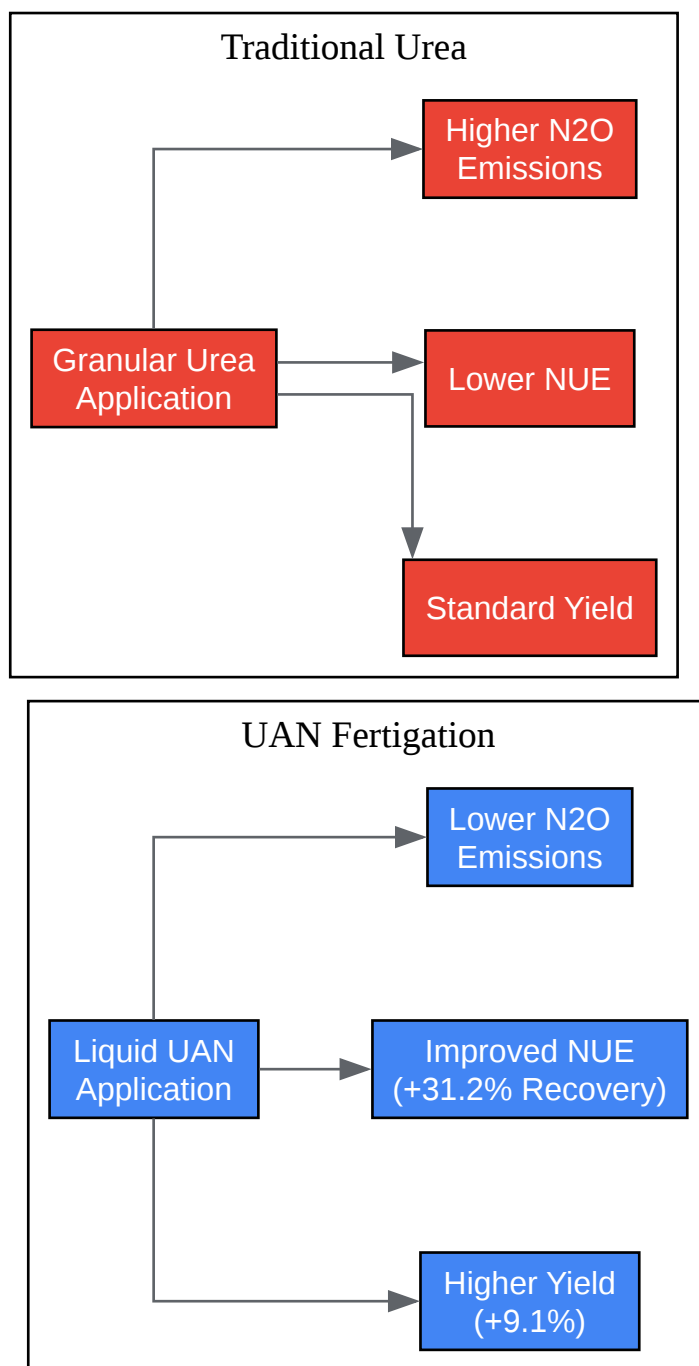 Traditional Urea
Higher N2O
Emissions
Granular Urea
Application
Lower NUE
Standard Yield
UAN Fertigation
Lower N2O
Emissions
Liquid UAN
Application
Improved NUE
(+31.2% Recovery)
Higher Yield
(+9.1%)